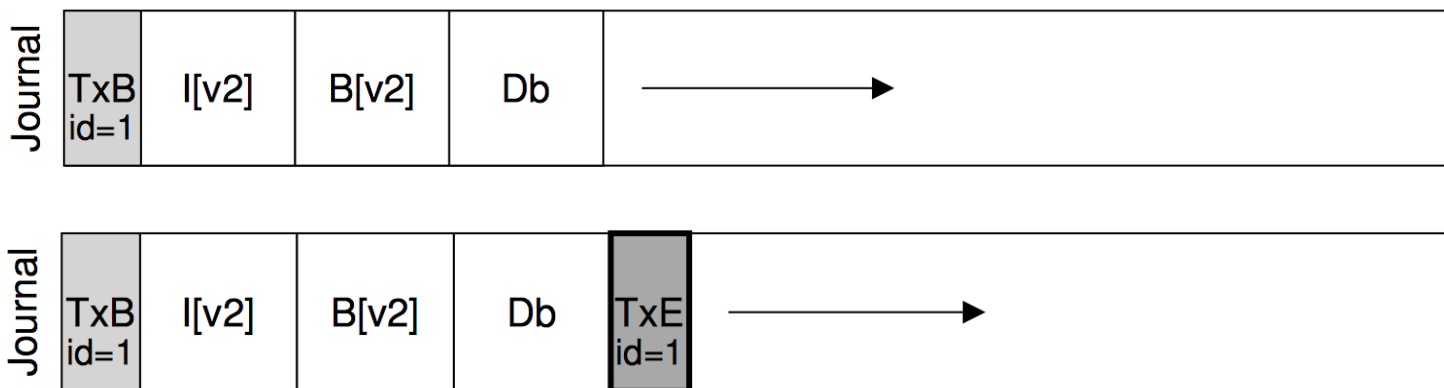 Journal
TxB
id=1
I[v2]
B[v2]
Db
Journal
TxB
id=1
I[v2]
B[v2]
Db
TxE
id=1